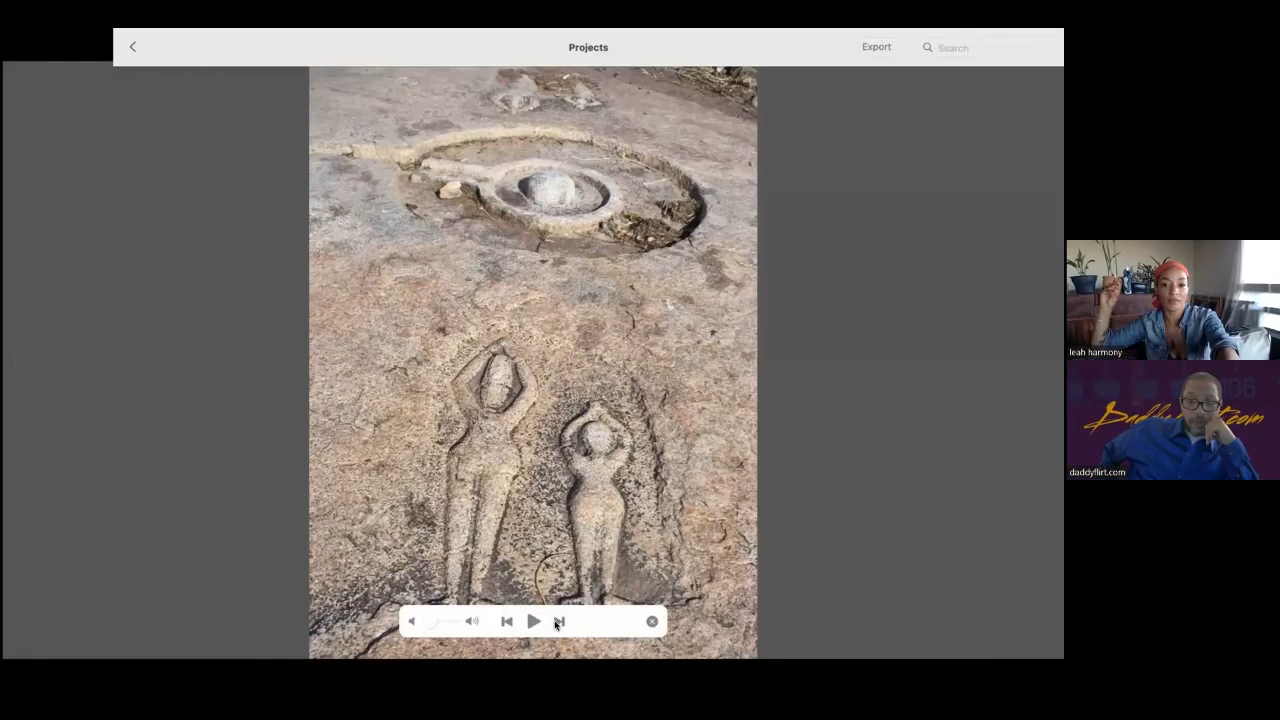 Projects
Export
Search
leah harmony
daddyflirt.com